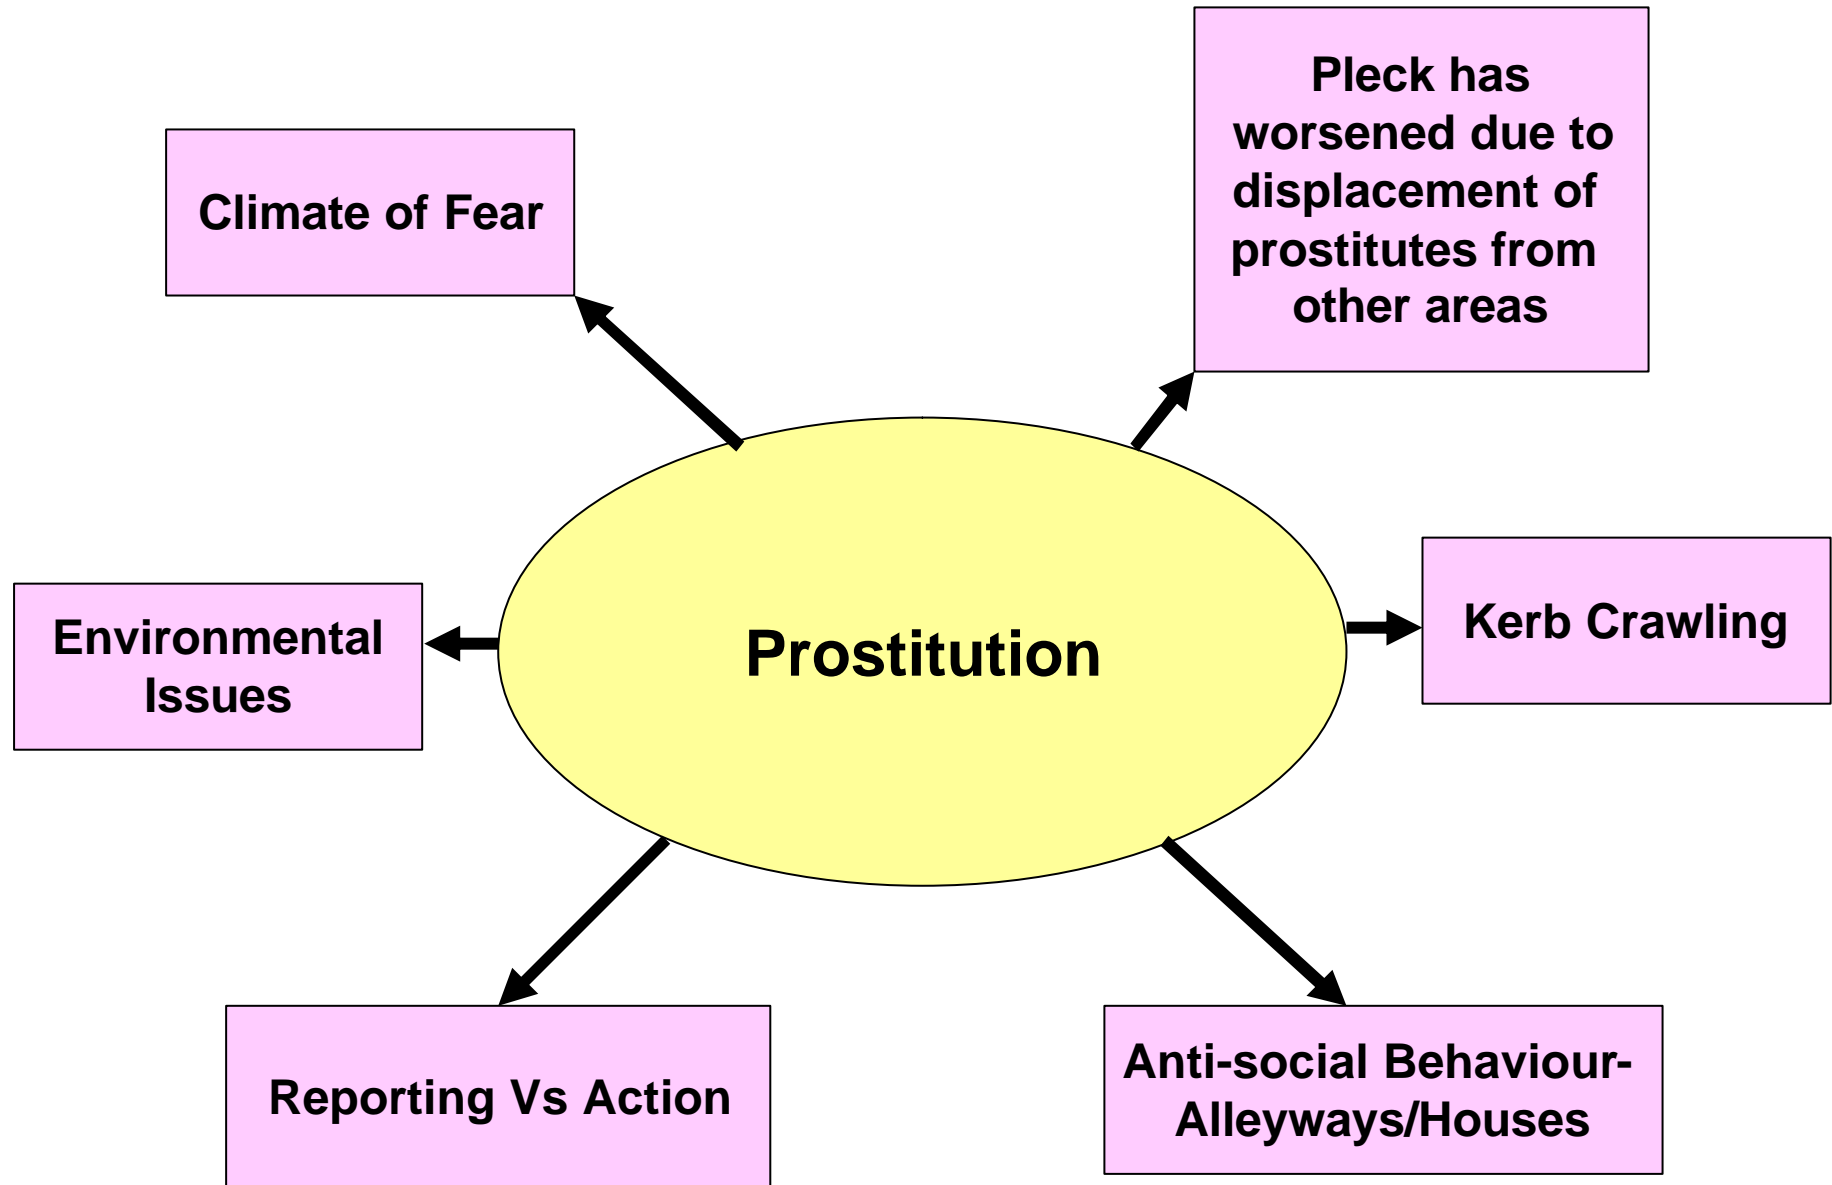 Pleck has
worsened due to
displacement of
prostitutes from
other areas
Climate of Fear
Kerb Crawling
Environmental
Issues
Prostitution
Reporting Vs Action
Anti-social Behaviour-
Alleyways/Houses